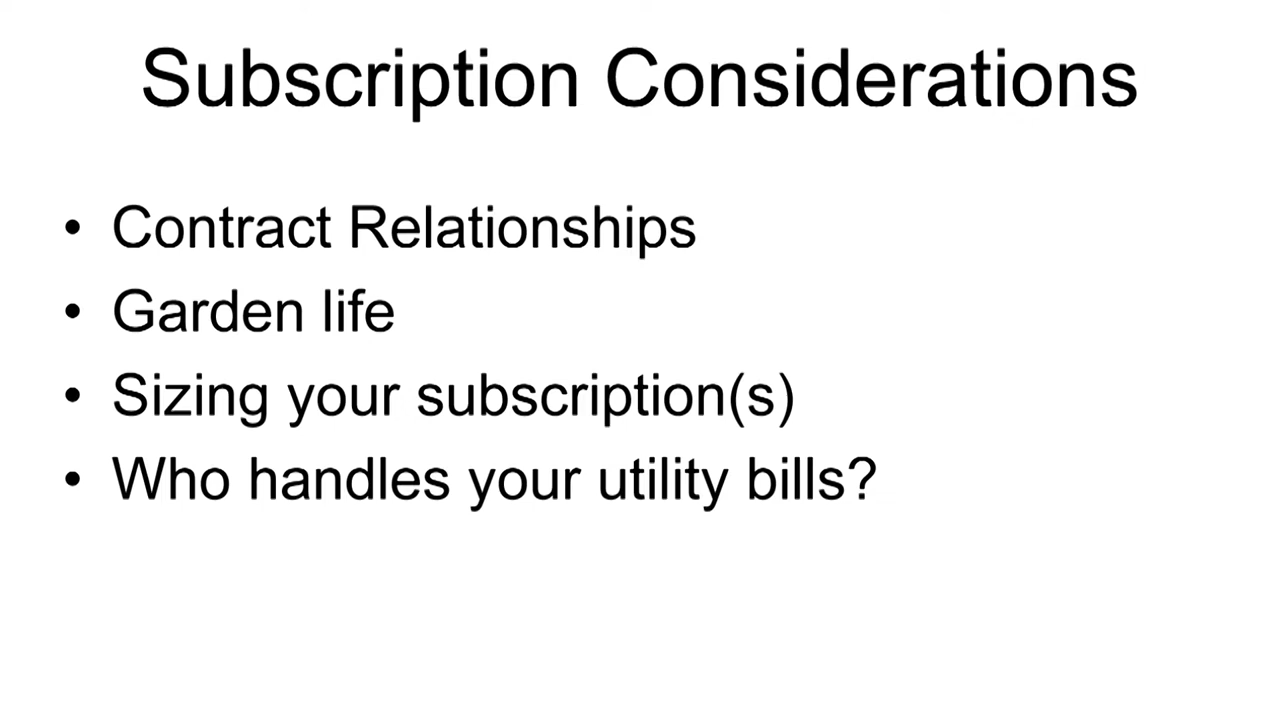 Subscription Considerations
• Contract Relationships
• Garden life
• Sizing your subscription(s)
• Who handles your utility bills?